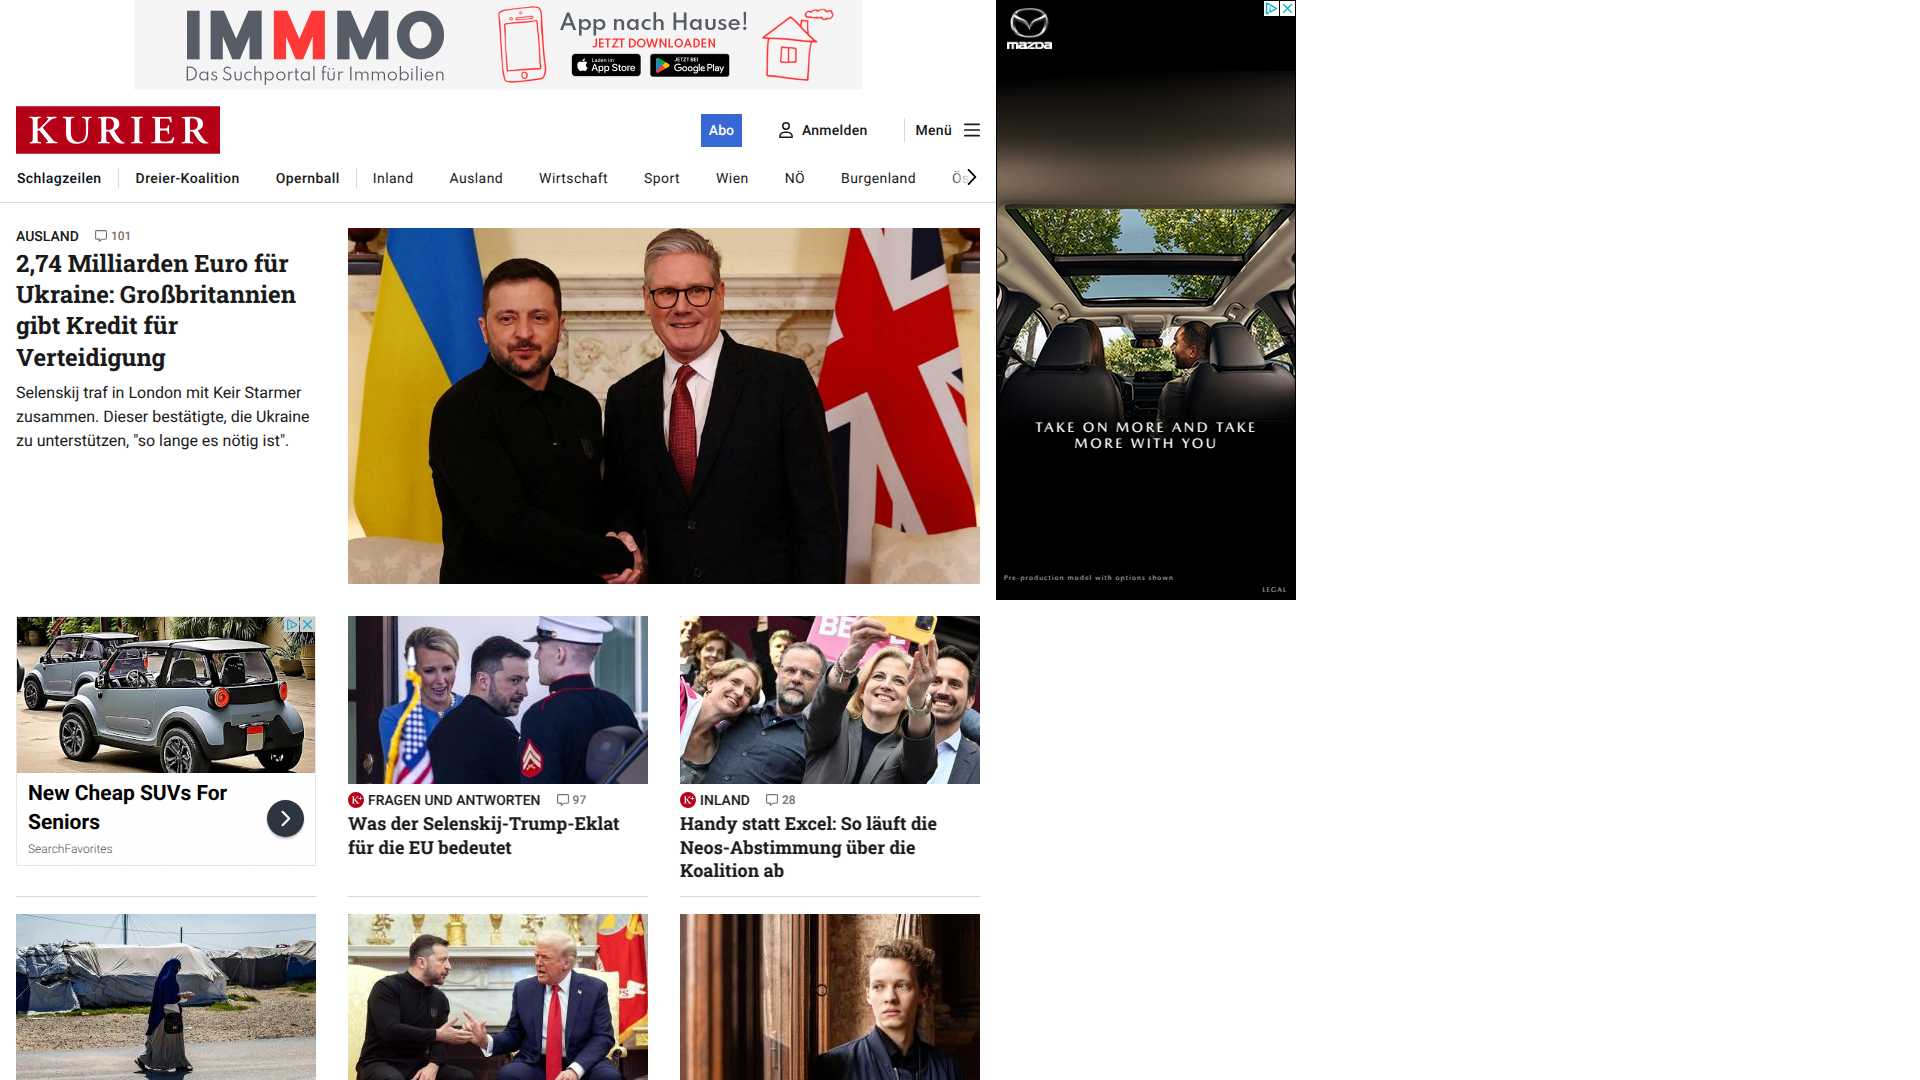 IMMMO
Das Suchportal für Immobilien
App nach Hause!
JETZT DOWNLOADEN
Laden im
App Store
JETZT BEI
Google Play
mazda
KURIER
Abo
Anmelden
Menü
Schlagzeilen
Dreier-Koalition
Opernball
Inland
Ausland
Wirtschaft
Sport
Wien
NÖ
Burgenland
AUSLAND 101
2,74 Milliarden Euro für
Ukraine: Großbritannien
gibt Kredit für
Verteidigung
Selenskij traf in London mit Keir Starmer
zusammen. Dieser bestätigte, die Ukraine
zu unterstützen, "so lange es nötig ist".
TAKE ON MORE AND TAKE
MORE WITH YOU
Pre-production model with options shown
LEGAL
New Cheap SUVs For
Seniors
SearchFavorites
K+ FRAGEN UND ANTWORTEN 97
Was der Selenskij-Trump-Eklat
für die EU bedeutet
K+ INLAND 28
Handy statt Excel: So läuft die
Neos-Abstimmung über die
Koalition ab